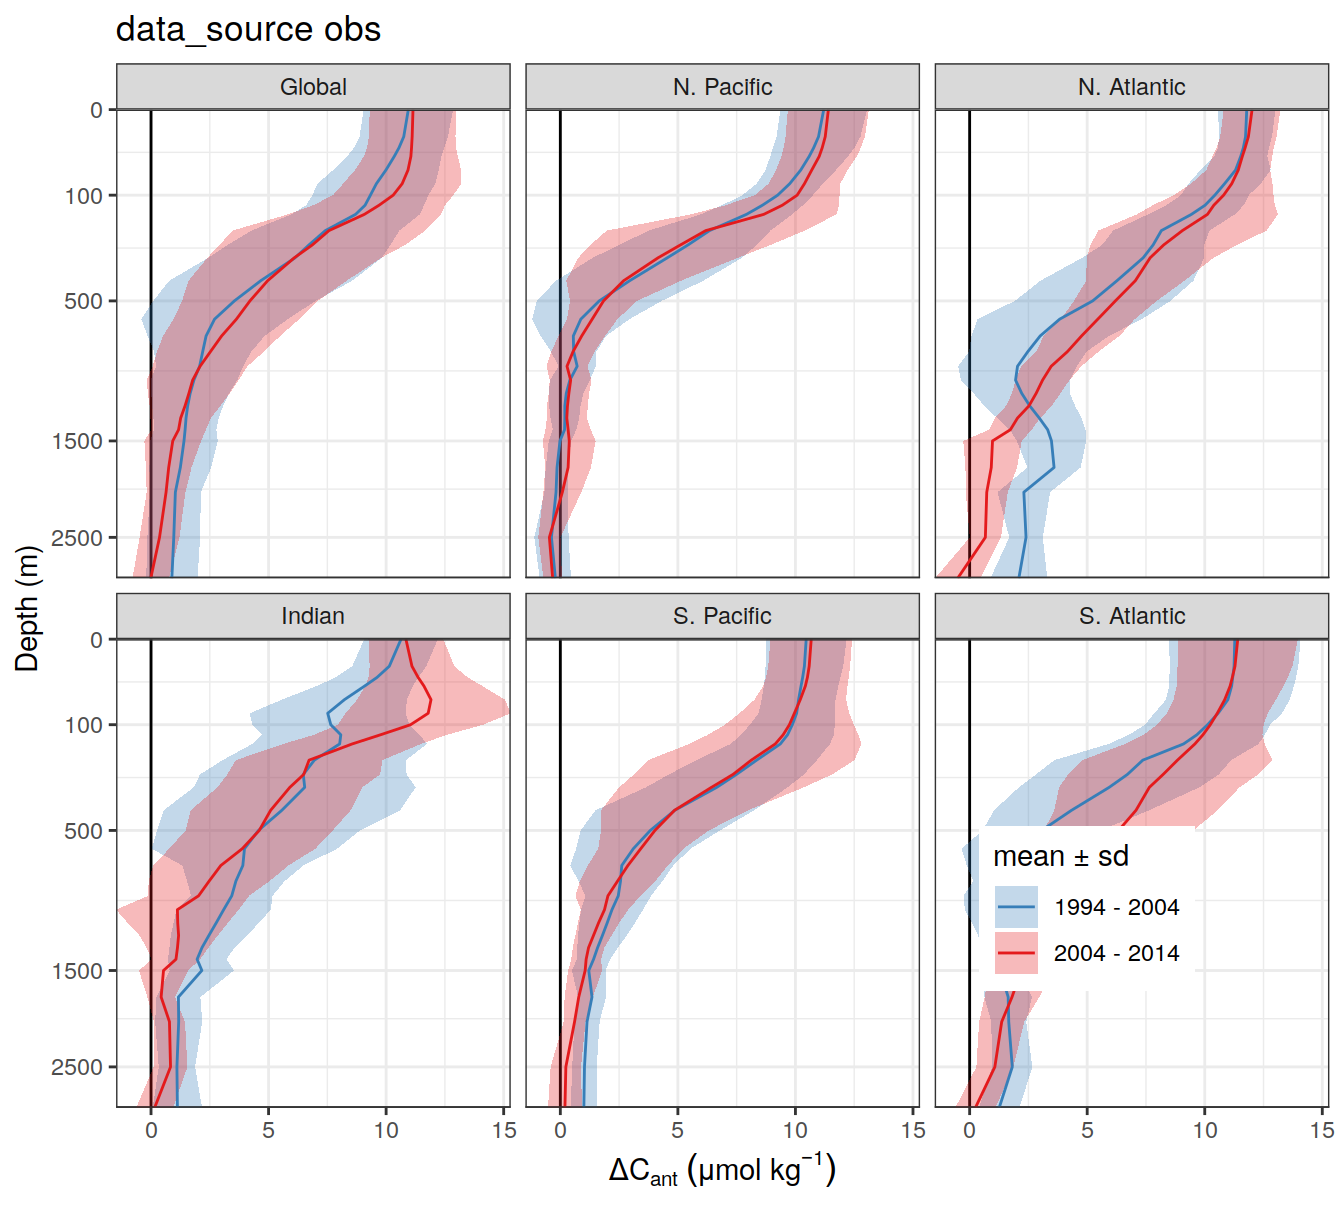 data_source obs
Global N. Pacific N. Atlantic
0
100
500
1500
2500
Depth (m)
Indian S. Pacific S. Atlantic
0
100
500
1500
2500
mean ± sd
1994 - 2004
2004 - 2014
0 5 10 15 0 5 10 15 0 5 10 15
ΔCant (μmol kg−1)